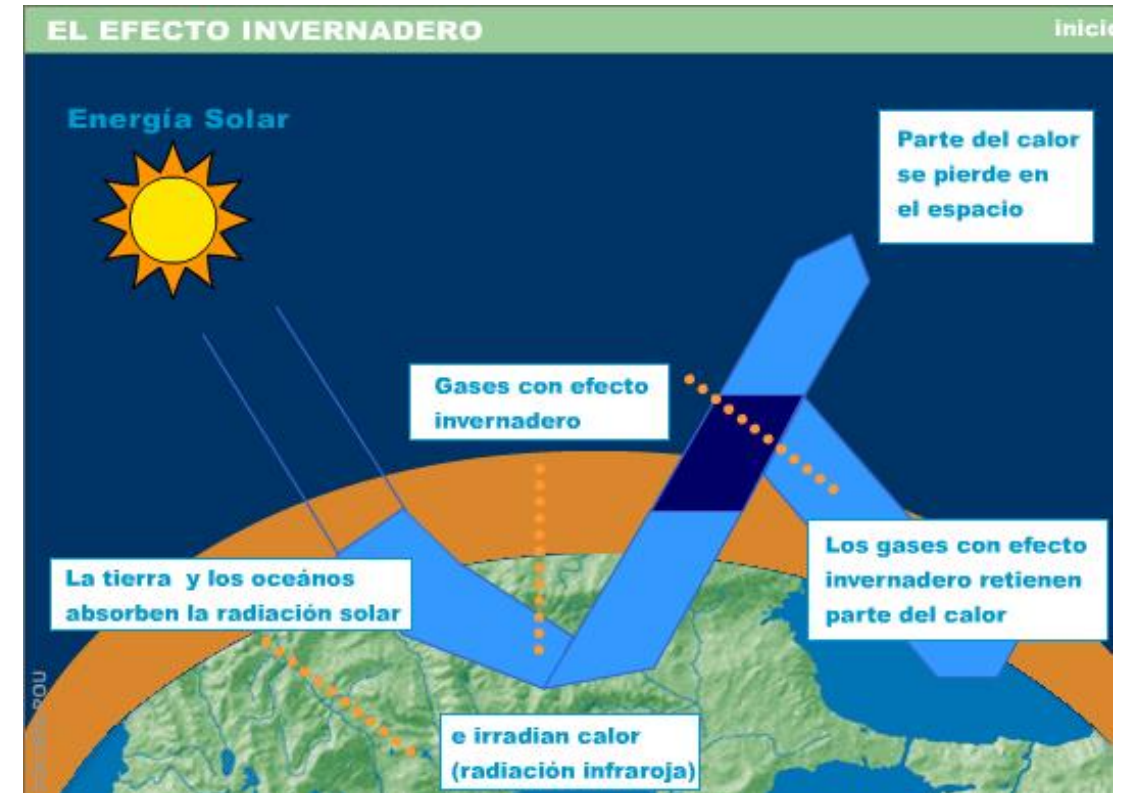 EL EFECTO INVERNADERO
inicio
Energía Solar
Parte del calor
se pierde en
el espacio
Gases con efecto
invernadero
La tierra y los oceános
absorben la radiación solar
Los gases con efecto
invernadero retienen
parte del calor
e irradian calor
(radiación infraroja)
POU